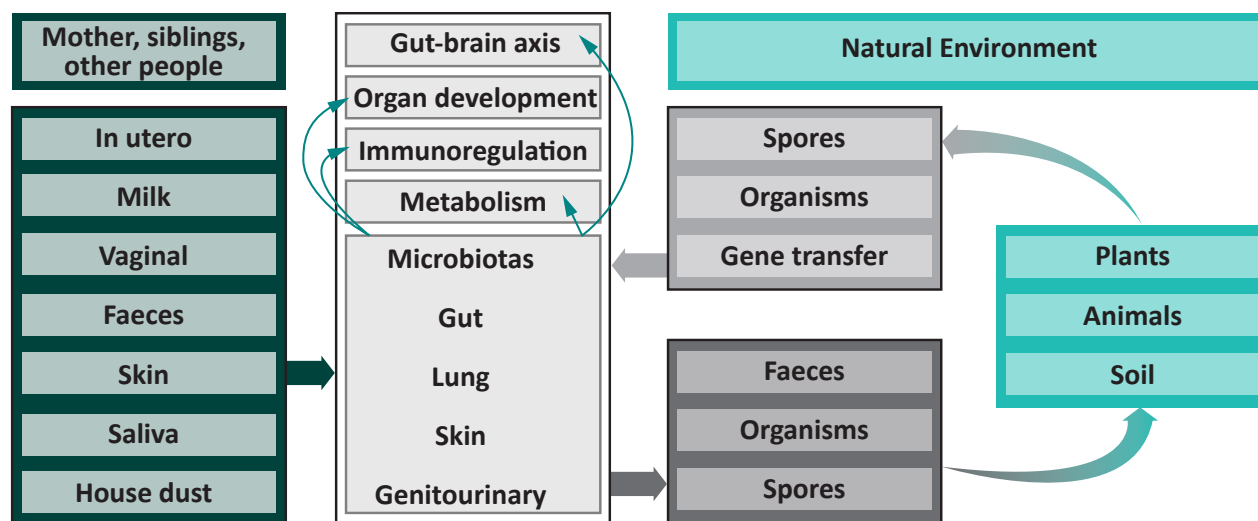 Mother, siblings,
other people
In utero
Milk
Vaginal
Faeces
Skin
Saliva
House dust
Gut-brain axis
Organ development
Immunoregulation
Metabolism
Microbiotas
Gut
Lung
Skin
Genitourinary
Natural Environment
Spores
Organisms
Gene transfer
Faeces
Organisms
Spores
Plants
Animals
Soil